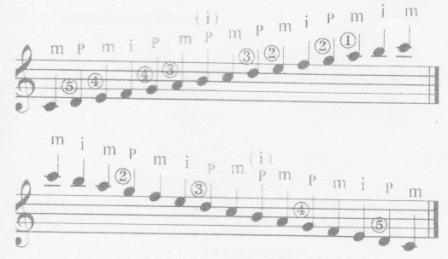 (i)
m p m i p m p m p m i p m i m
⑤ ④ ④ ③ ③ ② ② ①
(i)
m i m p m i p m p m p m i p m
② ③ ④ ⑤